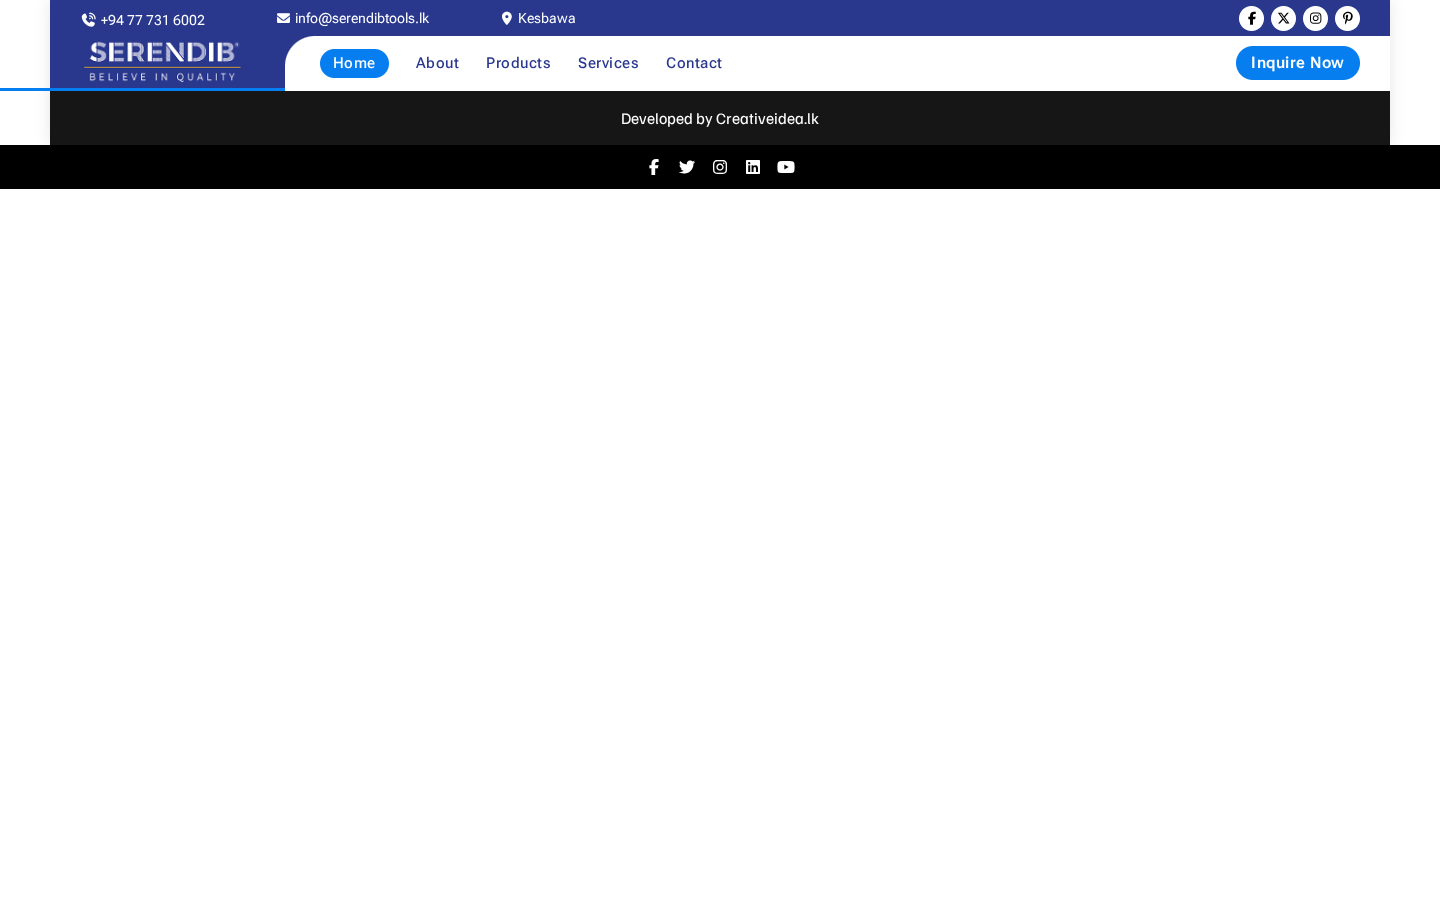 +94 77 731 6002
info@serendibtools.lk
Kesbawa
SERENDIB
BELIEVE IN QUALITY
Home
About
Products
Services
Contact
Inquire Now
Developed by Creativeidea.lk